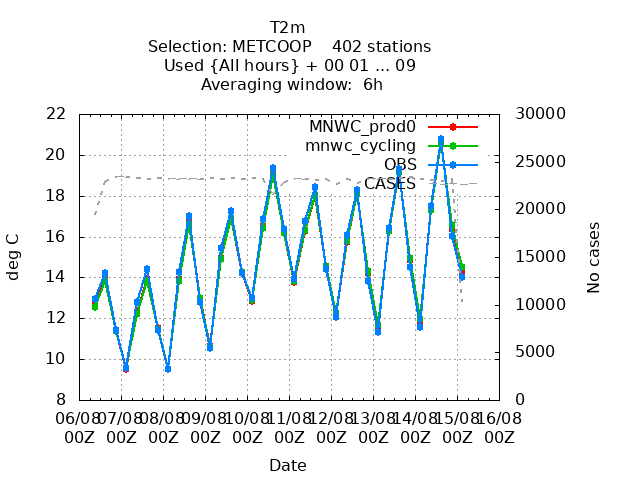 T2m
Selection: METCOOP    402 stations
Used {All hours} + 00 01 ... 09
Averaging window:  6h
MNWC_prod0
mnwc_cycling
OBS
CASES
22
20
18
16
14
12
10
8
deg C
30000
25000
20000
15000
10000
5000
0
No cases
06/08 07/08 08/08 09/08 10/08 11/08 12/08 13/08 14/08 15/08 16/08
00Z 00Z 00Z 00Z 00Z 00Z 00Z 00Z 00Z 00Z 00Z
Date